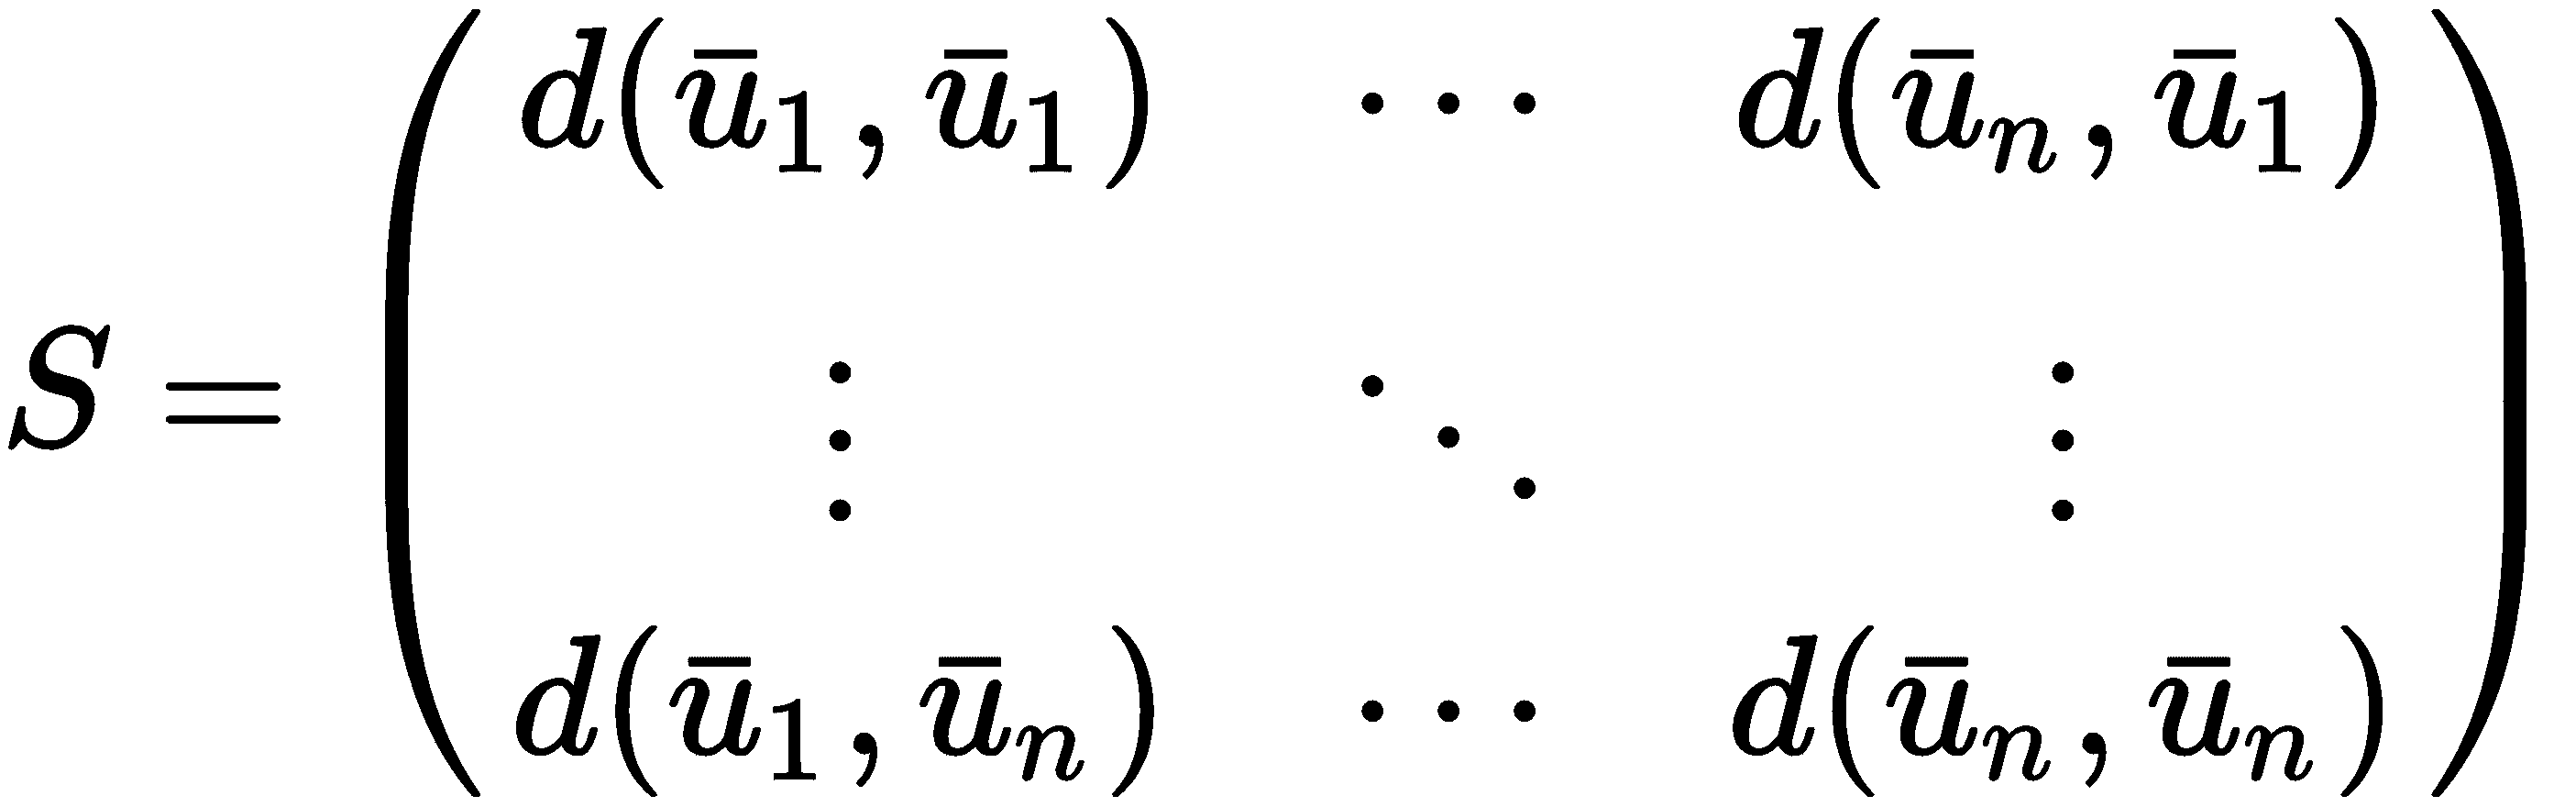 S = \begin{pmatrix} d(\bar{u}_1, \bar{u}_1) & \cdots & d(\bar{u}_n, \bar{u}_1) \\ \vdots & \ddots & \vdots \\ d(\bar{u}_1, \bar{u}_n) & \cdots & d(\bar{u}_n, \bar{u}_n) \end{pmatrix}